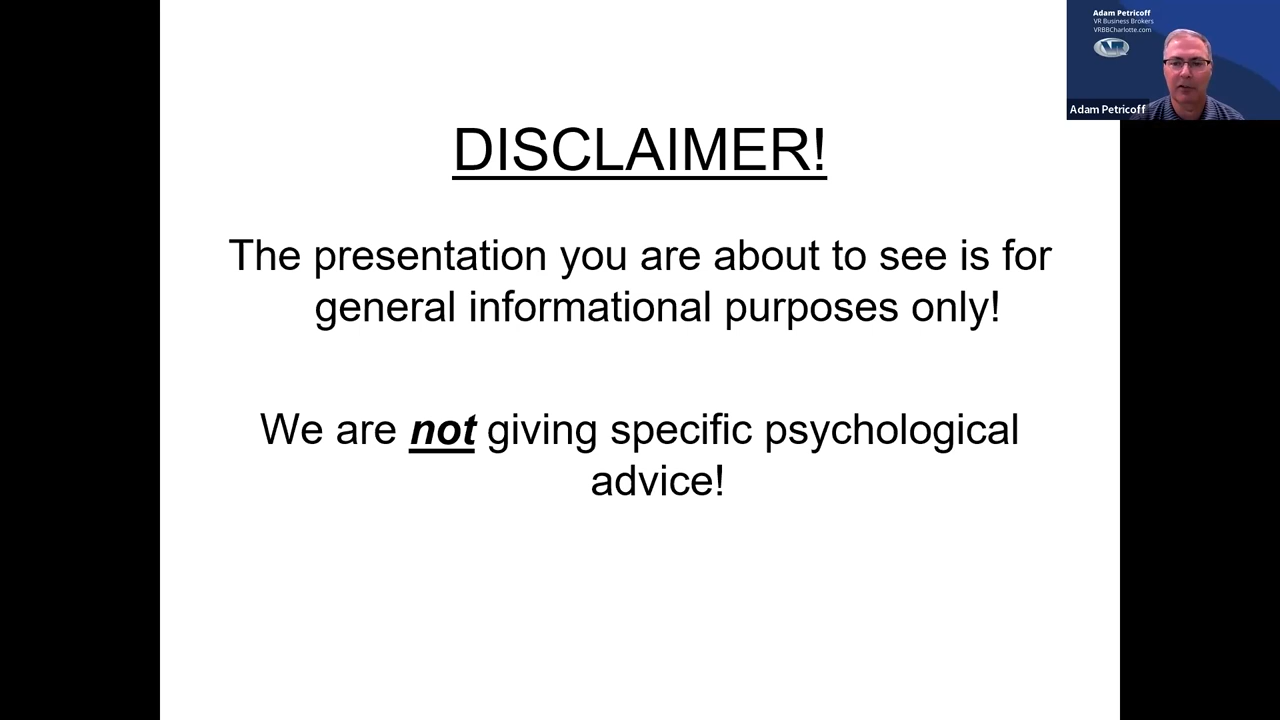 Adam Petricoff
VR Business Brokers
VRBBCharlotte.com
VR
Adam Petricoff
DISCLAIMER!
The presentation you are about to see is for
general informational purposes only!
We are not giving specific psychological
advice!